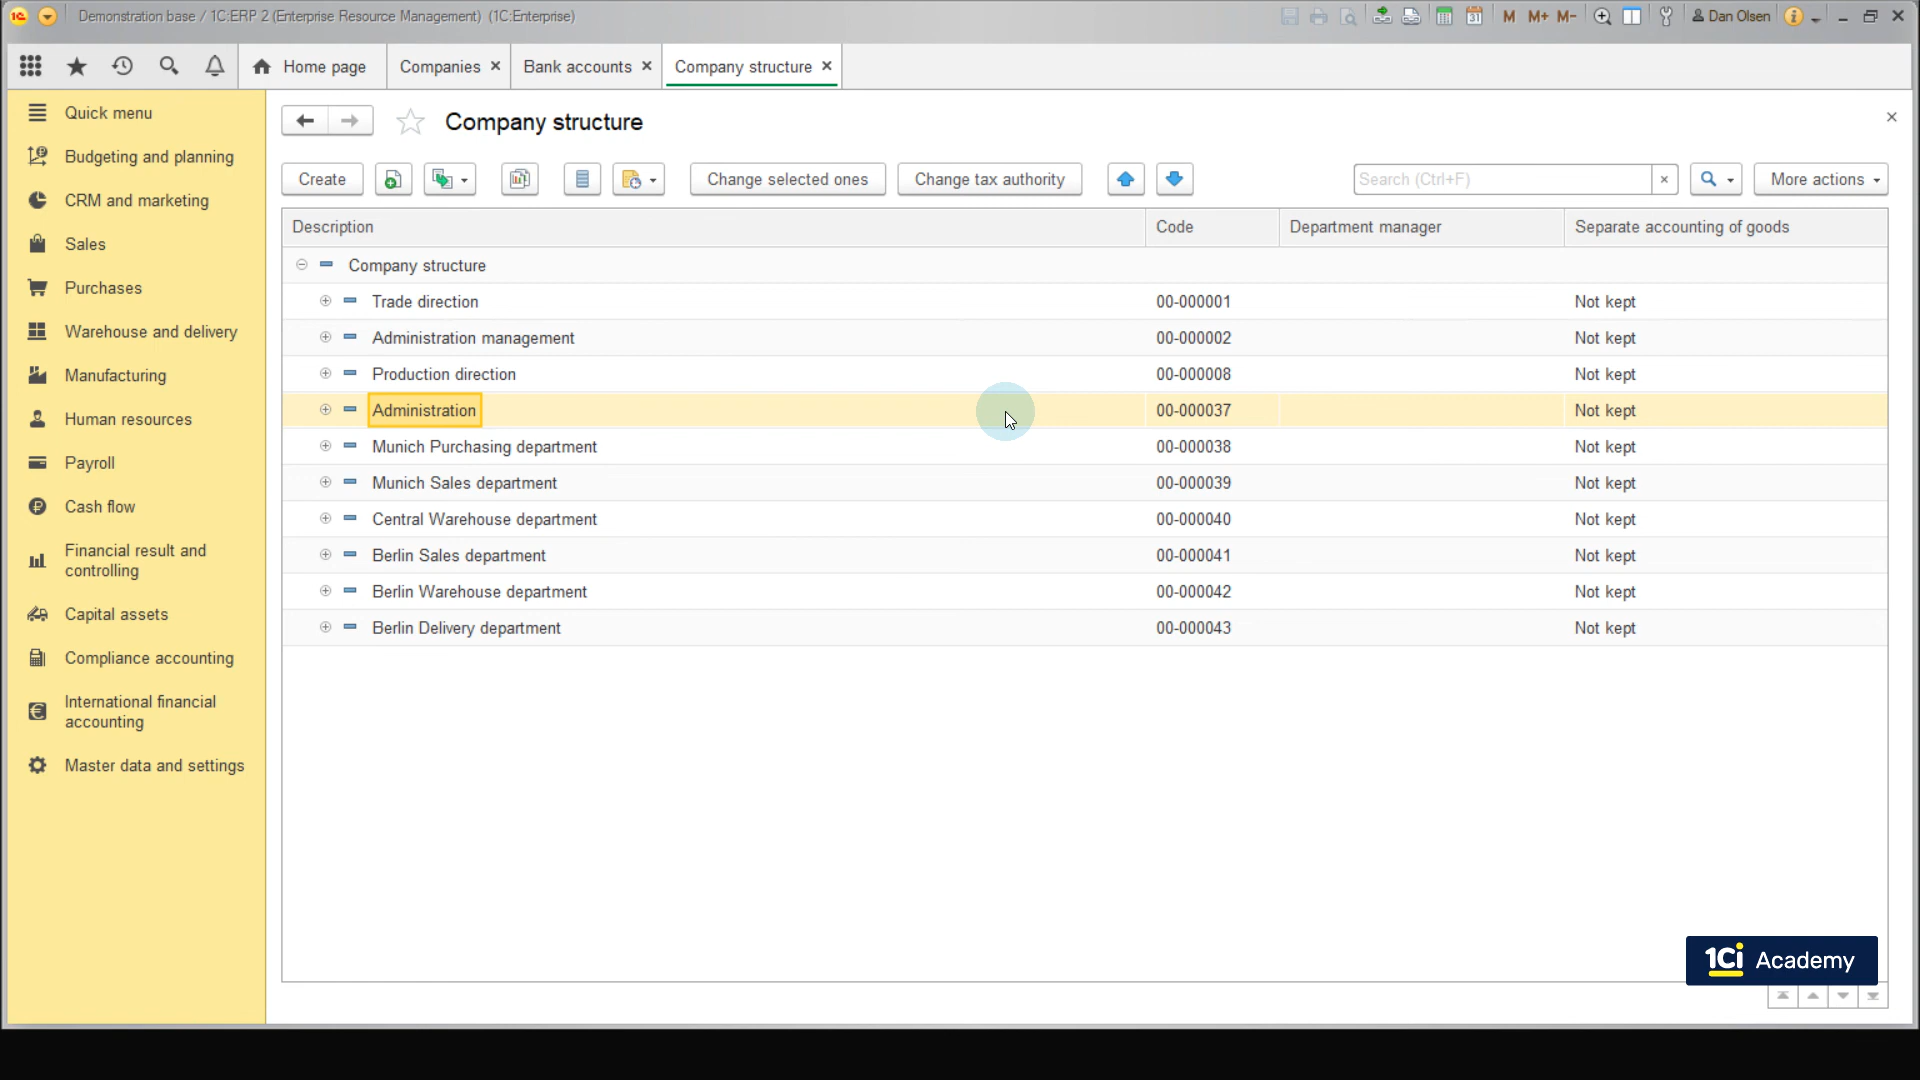 Demonstration base / 1C:ERP 2 (Enterprise Resource Management) (1C:Enterprise)
M M+ M- Dan Olsen
Home page
Companies
Bank accounts
Company structure
Quick menu
Budgeting and planning
CRM and marketing
Sales
Purchases
Warehouse and delivery
Manufacturing
Human resources
Payroll
Cash flow
Financial result and
controlling
Capital assets
Compliance accounting
International financial
accounting
Master data and settings
Company structure
Create
Change selected ones
Change tax authority
Search (Ctrl+F)
More actions
Description Code Department manager Separate accounting of goods
Company structure
Trade direction 00-000001 Not kept
Administration management 00-000002 Not kept
Production direction 00-000008 Not kept
Administration 00-000037 Not kept
Munich Purchasing department 00-000038 Not kept
Munich Sales department 00-000039 Not kept
Central Warehouse department 00-000040 Not kept
Berlin Sales department 00-000041 Not kept
Berlin Warehouse department 00-000042 Not kept
Berlin Delivery department 00-000043 Not kept
1Ci Academy